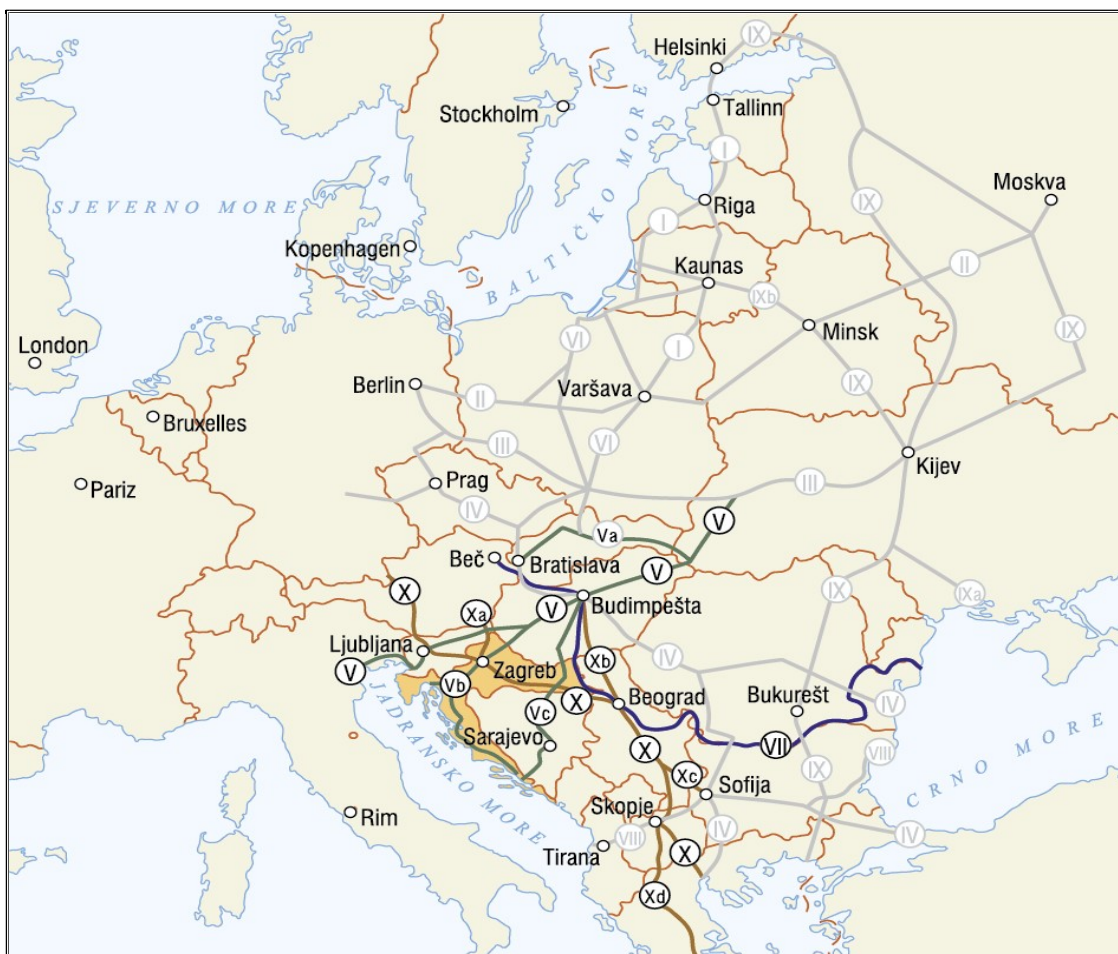 Helsinki
IX
Stockholm
Tallinn
I
Moskva
SJEVERNO MORE
BALTIČKO MORE
Riga
I
IX
Kopenhagen
Kaunas
II
IXb
London
VI
I
Minsk
IX
IX
Berlin
II
Varšava
Bruxelles
III
VI
Kijev
Pariz
Prag
IV
III
V
Va
Beč
Bratislava
V
X
Xa
V
Budimpešta
IX
IXa
Ljubljana
V
Zagreb
Xb
IV
Vb
Vc
X
Beograd
Bukurešt
IV
JADRANSKO MORE
Sarajevo
X
VII
VIII
Xc
Sofija
IX
CRNO MORE
Rim
Skopje
IV
IV
Tirana
VIII
X
Xd